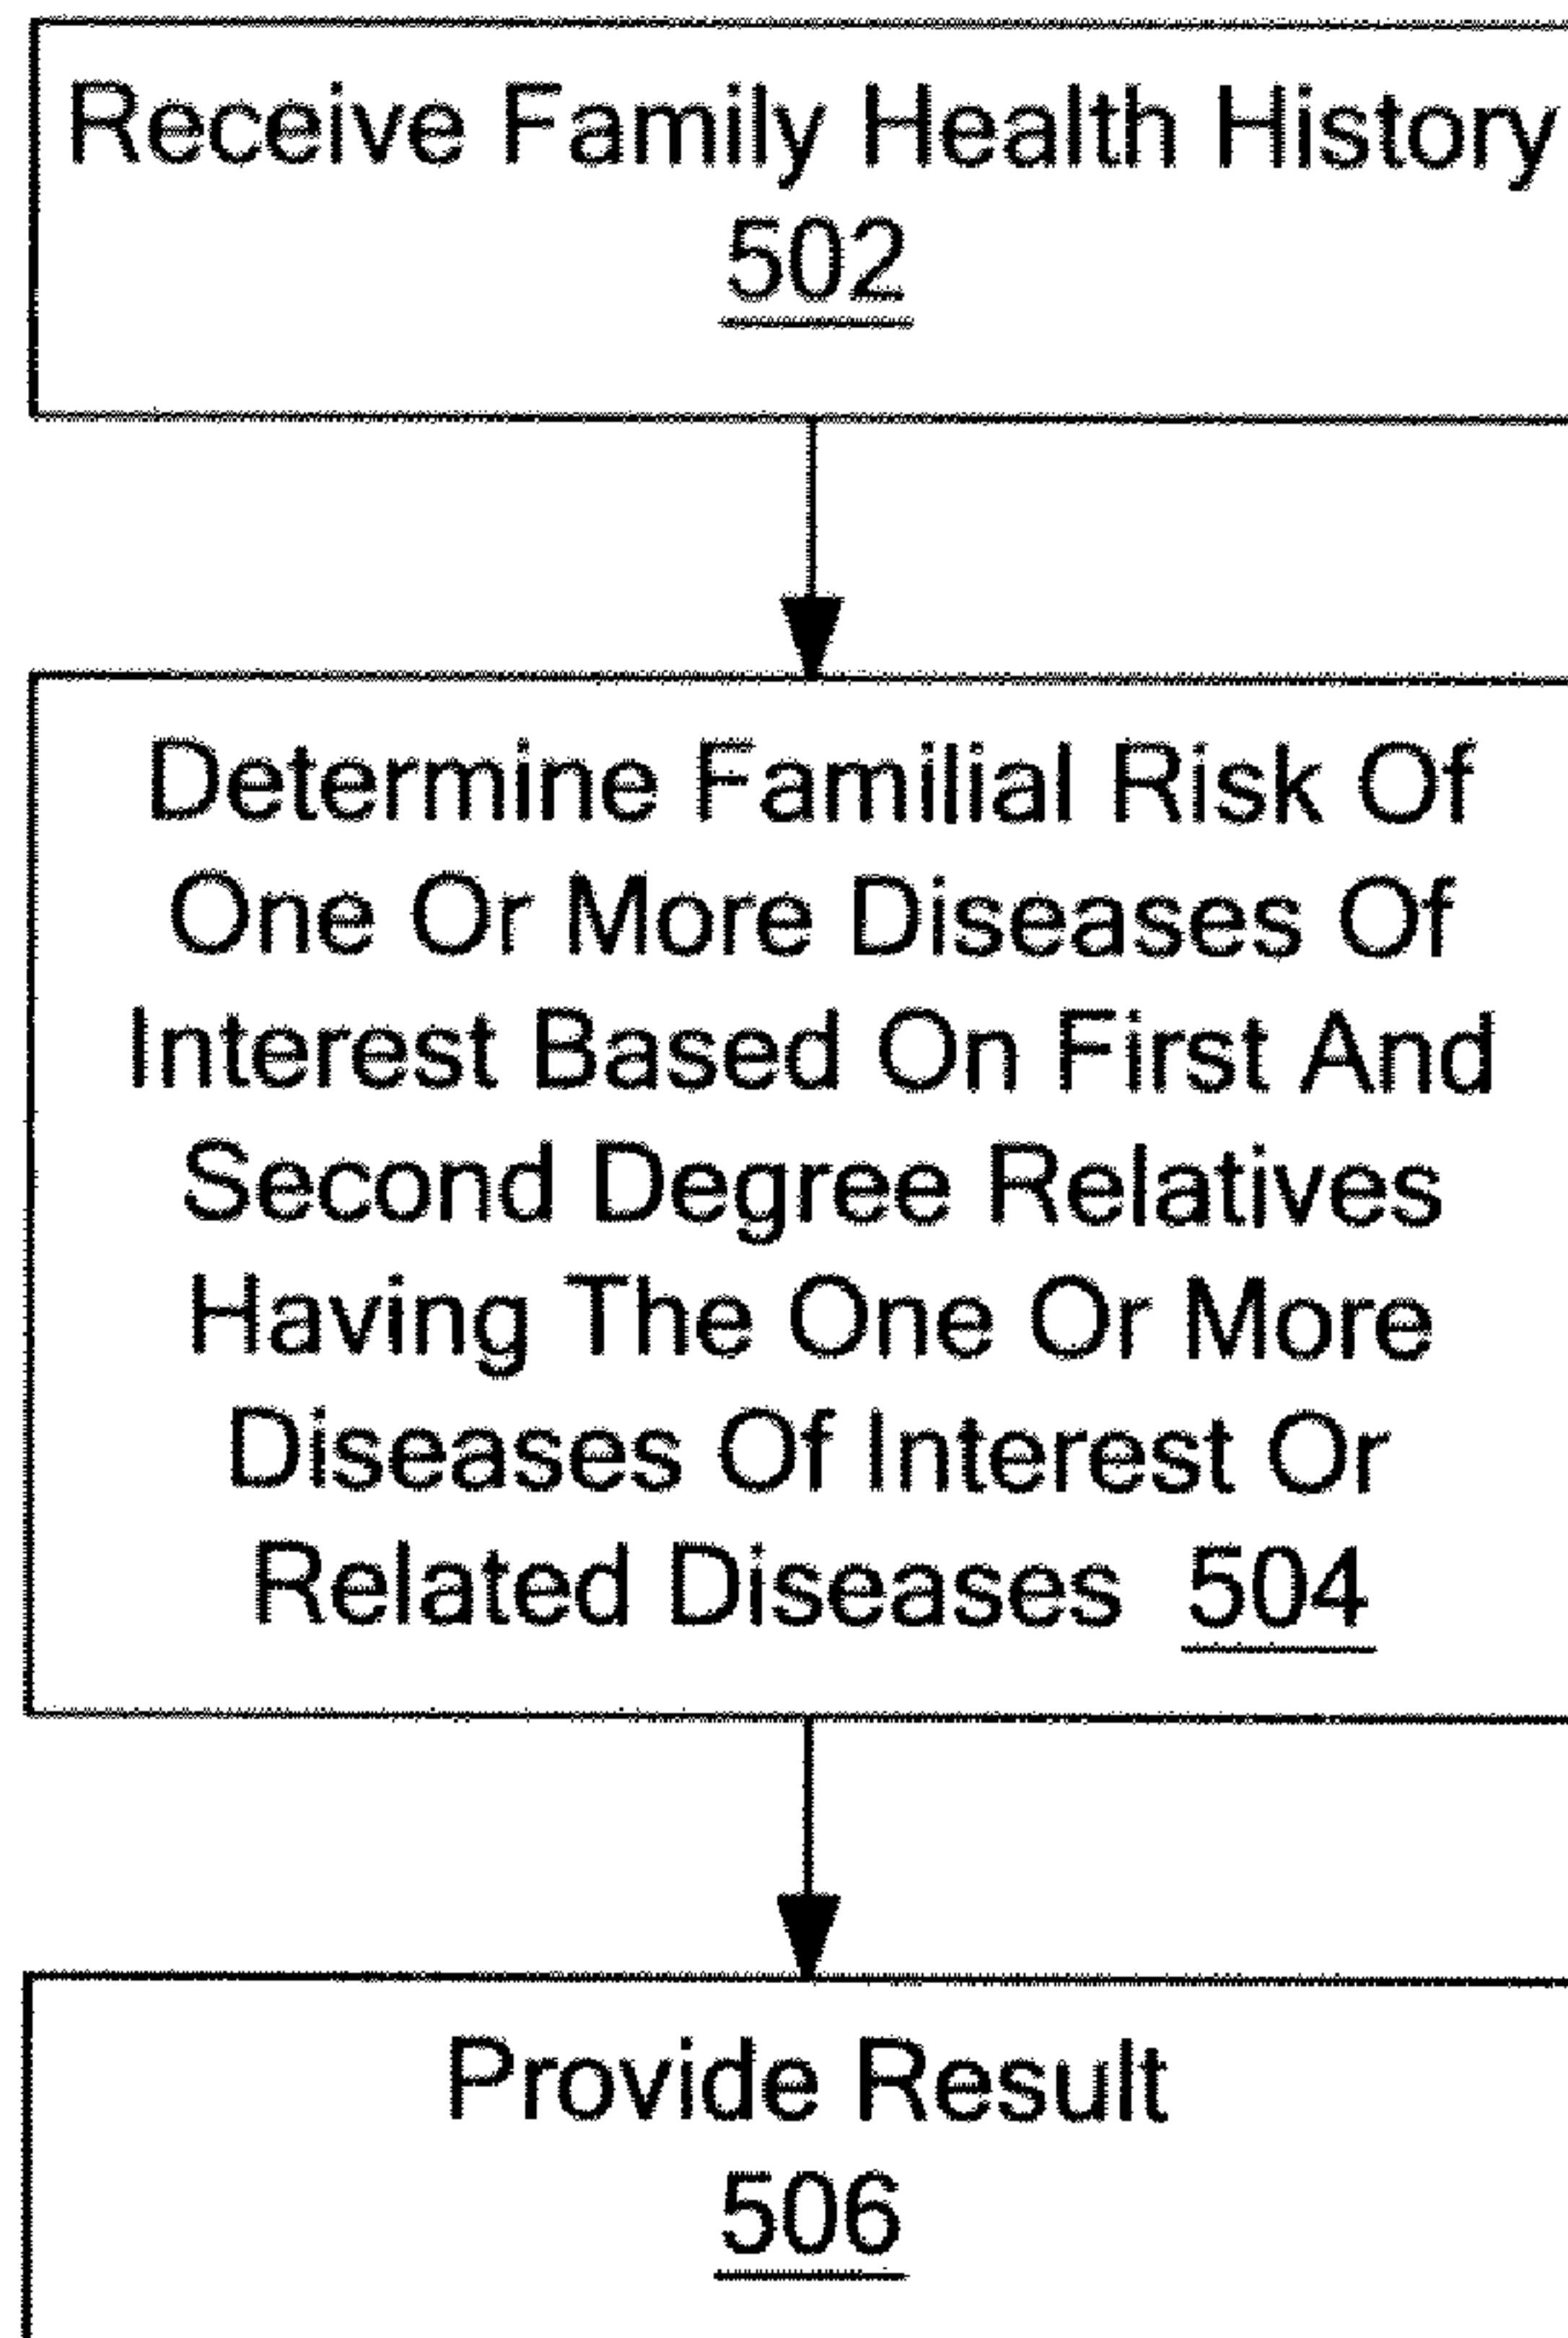 Receive Family Health History
502
Determine Familial Risk Of
One Or More Diseases Of
Interest Based On First And
Second Degree Relatives
Having The One Or More
Diseases Of Interest Or
Related Diseases 504
Provide Result
506